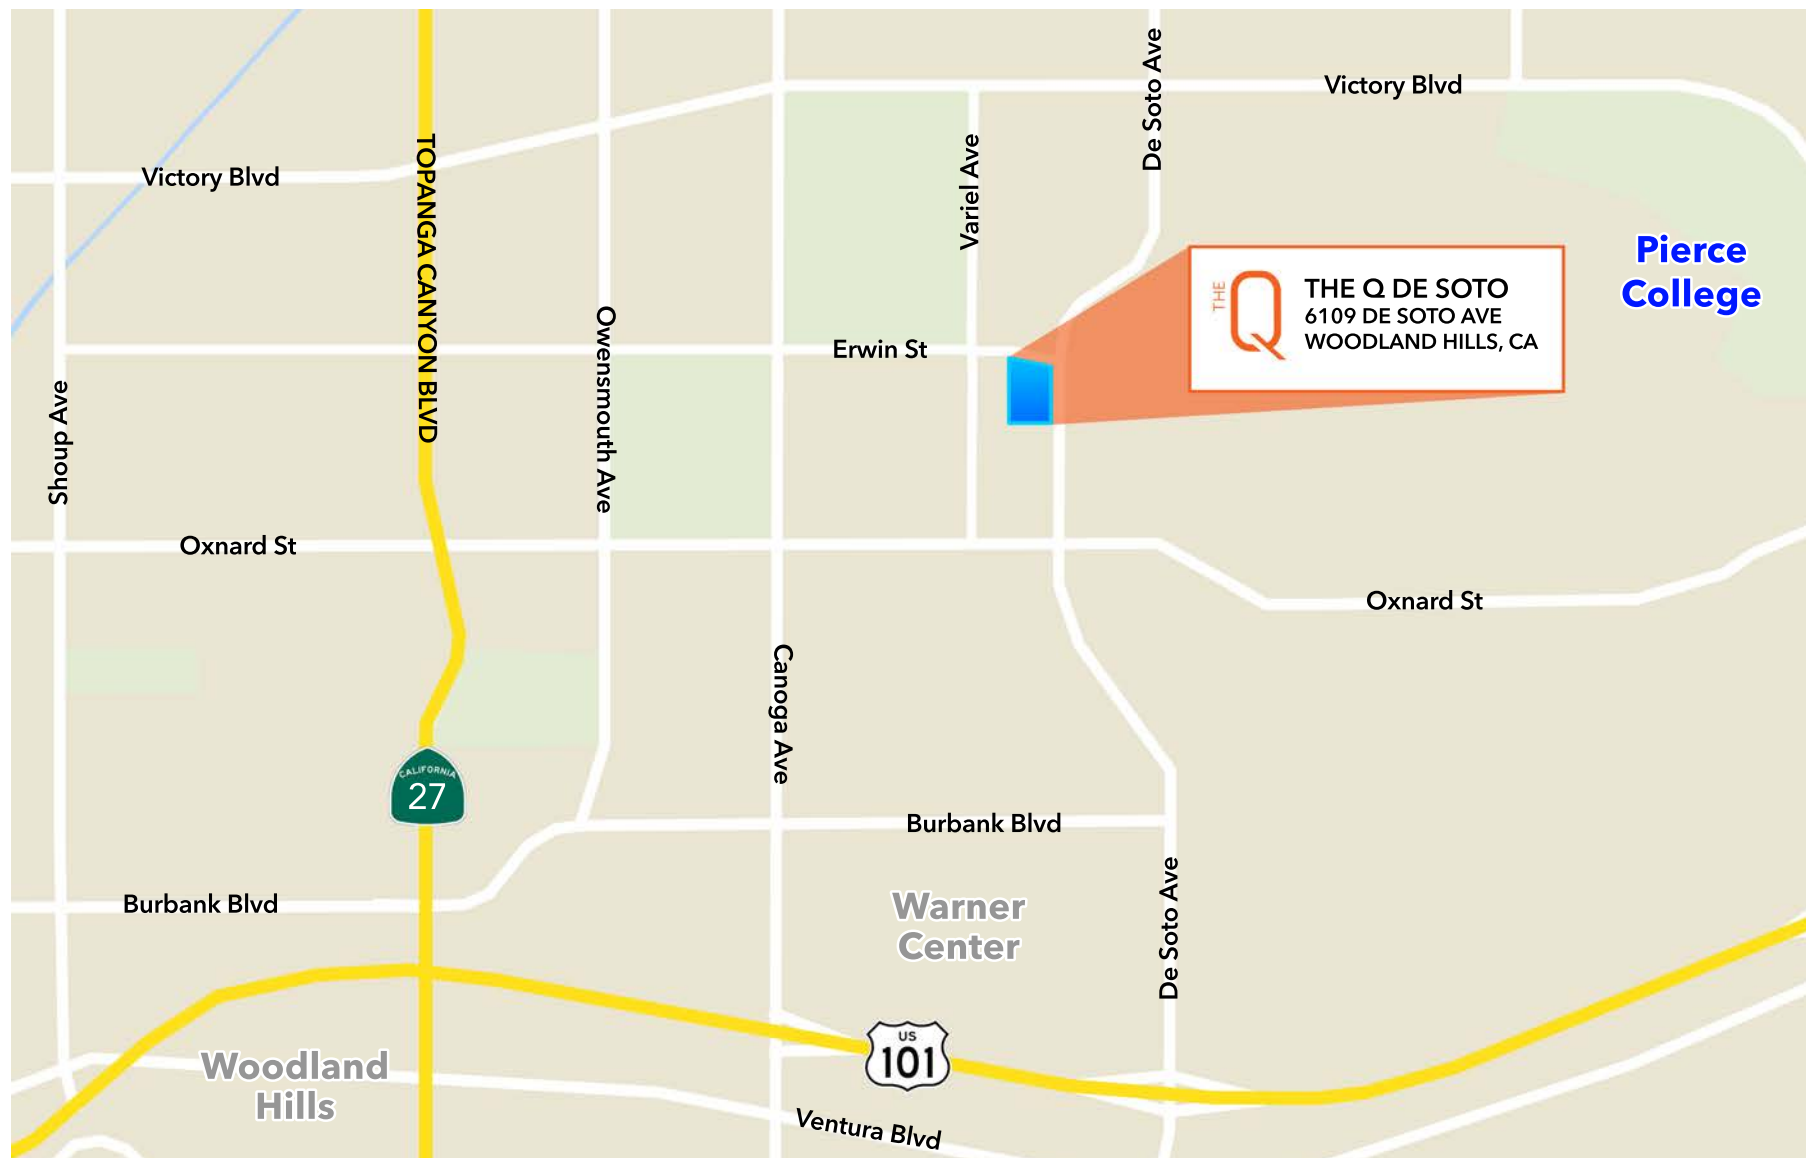 De Soto Ave
Victory Blvd
Victory Blvd
TOPANGA CANYON BLVD
Variel Ave
Pierce
College
THE
Q
THE Q DE SOTO
6109 DE SOTO AVE
WOODLAND HILLS, CA
Owensmouth Ave
Erwin St
Shoup Ave
Oxnard St
Oxnard St
Canoga Ave
CALIFORNIA
27
Burbank Blvd
De Soto Ave
Burbank Blvd
Warner
Center
US
101
Woodland
Hills
Ventura Blvd